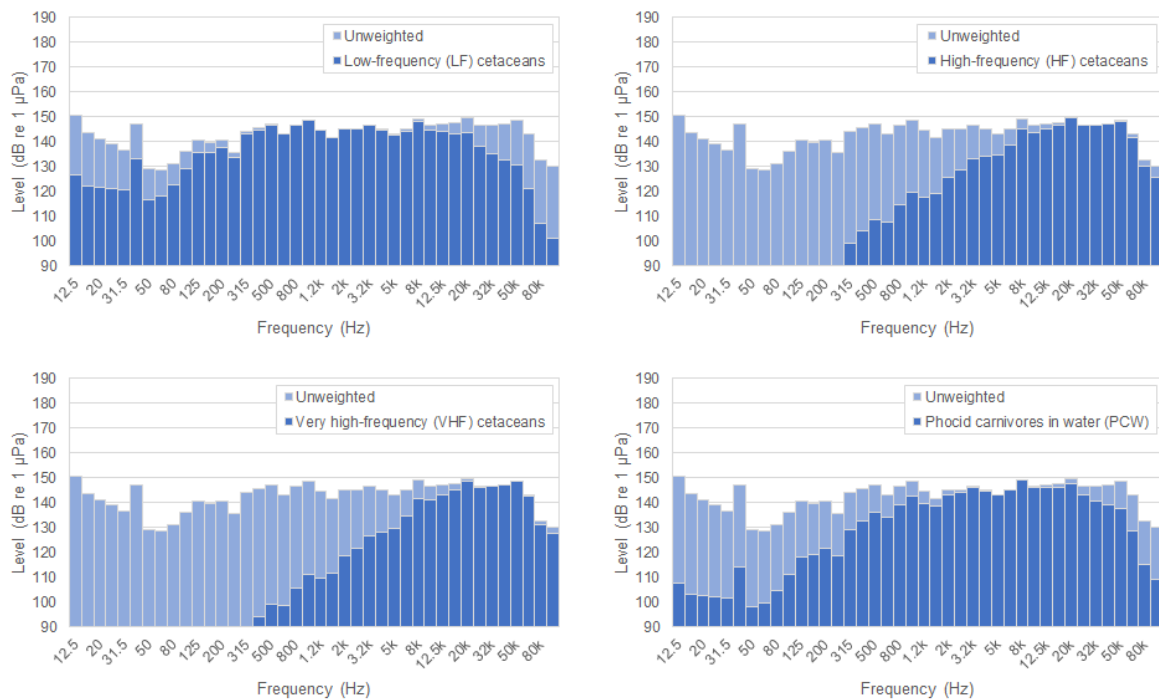 190
180
170
160
150
140
130
120
110
100
90
Level (dB re 1 µPa)
Unweighted
Low-frequency (LF) cetaceans
12.5 20 31.5 50 80 125 200 315 500 800 1.2k 2k 3.2k 5k 8k 12.5k 20k 32k 50k 80k
Frequency (Hz)
190
180
170
160
150
140
130
120
110
100
90
Level (dB re 1 µPa)
Unweighted
High-frequency (HF) cetaceans
12.5 20 31.5 50 80 125 200 315 500 800 1.2k 2k 3.2k 5k 8k 12.5k 20k 32k 50k 80k
Frequency (Hz)
190
180
170
160
150
140
130
120
110
100
90
Level (dB re 1 µPa)
Unweighted
Very high-frequency (VHF) cetaceans
12.5 20 31.5 50 80 125 200 315 500 800 1.2k 2k 3.2k 5k 8k 12.5k 20k 32k 50k 80k
Frequency (Hz)
190
180
170
160
150
140
130
120
110
100
90
Level (dB re 1 µPa)
Unweighted
Phocid carnivores in water (PCW)
12.5 20 31.5 50 80 125 200 315 500 800 1.2k 2k 3.2k 5k 8k 12.5k 20k 32k 50k 80k
Frequency (Hz)